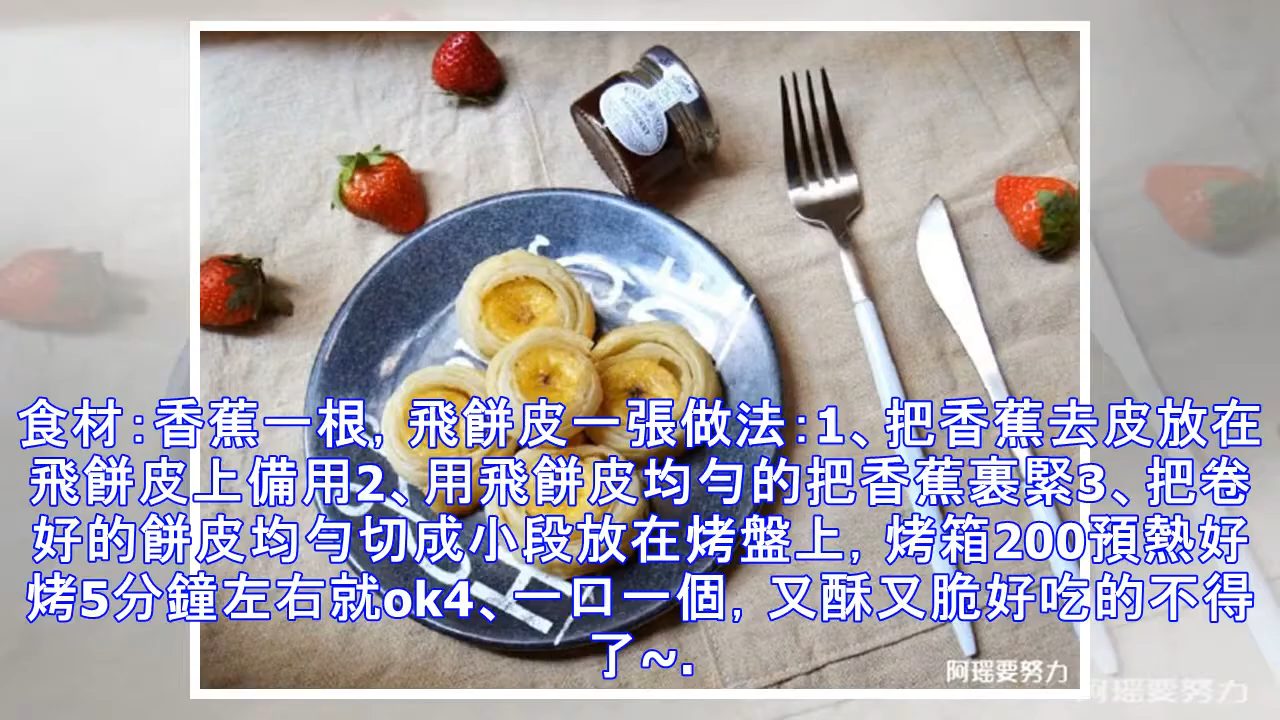 食材：香蕉一根，飛餅皮一張做法：1、把香蕉去皮放在
飛餅皮上備用2、用飛餅皮均勻的把香蕉裹緊3、把卷
好的餅皮均勻切成小段放在烤盤上，烤箱200預熱好
烤5分鐘左右就ok4、一口一個，又酥又脆好吃的不得
了~.
阿瑶要努力
阿瑶要努力